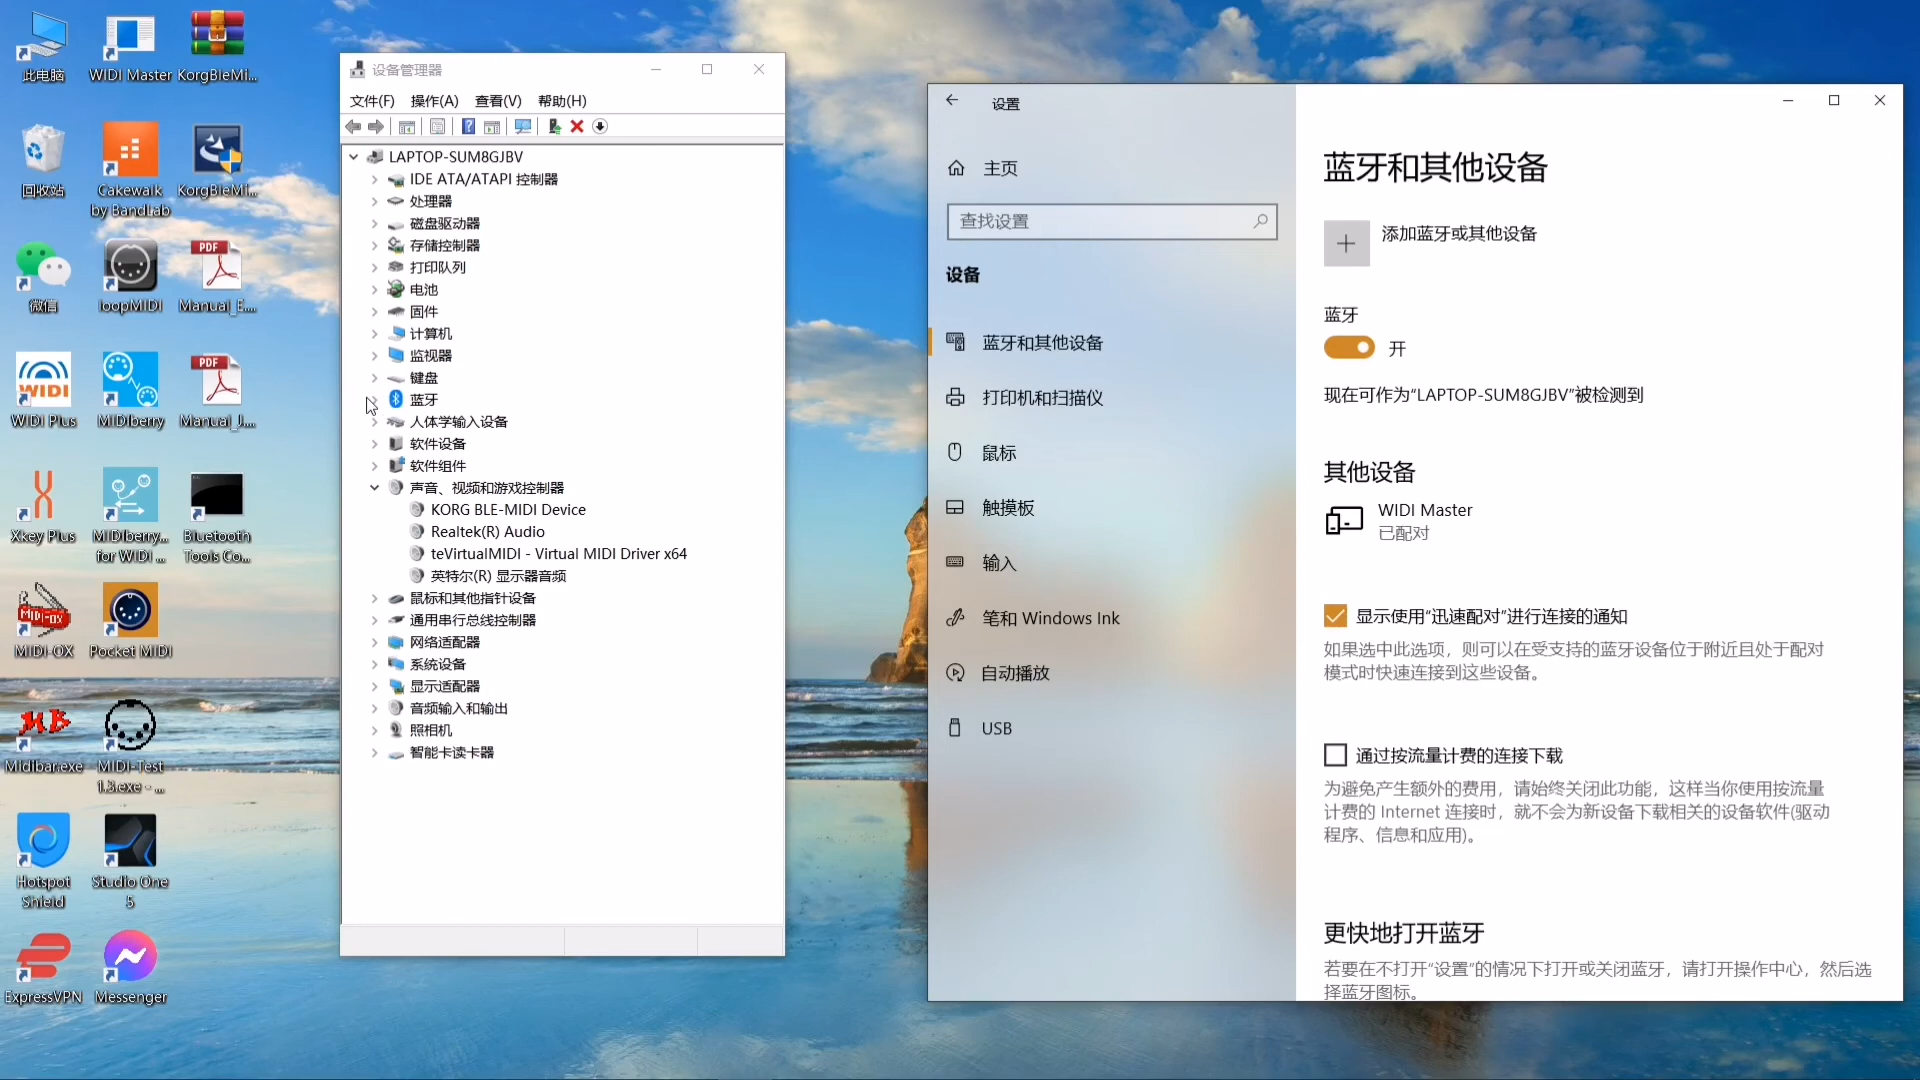 此电脑
WIDI Master
KorgBleMi...
回收站
Cakewalk
by BandLab
KorgBleMI...
微信
loopMIDI
PDF
Manual_E...
WIDI
WIDI Plus
MIDIberry
PDF
Manual_J...
Xkey Plus
MIDIberry...
for WIDI ...
Bluetooth
Tools Co...
MIDI-OX
MIDI-OX
Pocket MIDI
MB
Midibar.exe
MIDI-Test
1.3.exe - ...
Hotspot
Shield
Studio One
5
ExpressVPN
Messenger
设备管理器
文件(F) 操作(A) 查看(V) 帮助(H)
LAPTOP-SUM8GJBV
IDE ATA/ATAPI 控制器
处理器
磁盘驱动器
存储控制器
打印队列
电池
固件
计算机
监视器
键盘
蓝牙
人体学输入设备
软件设备
软件组件
声音、视频和游戏控制器
KORG BLE-MIDI Device
Realtek(R) Audio
teVirtualMIDI - Virtual MIDI Driver x64
英特尔(R) 显示器音频
鼠标和其他指针设备
通用串行总线控制器
网络适配器
系统设备
显示适配器
音频输入和输出
照相机
智能卡读卡器
设置
主页
查找设置
设备
蓝牙和其他设备
打印机和扫描仪
鼠标
触摸板
输入
笔和 Windows Ink
自动播放
USB
蓝牙和其他设备
添加蓝牙或其他设备
蓝牙
开
现在可作为“LAPTOP-SUM8GJBV”被检测到
其他设备
WIDI Master
已配对
显示使用“迅速配对”进行连接的通知
如果选中此选项，则可以在受支持的蓝牙设备位于附近且处于配对
模式时快速连接到这些设备。
通过按流量计费的连接下载
为避免产生额外的费用，请始终关闭此功能，这样当你使用按流量
计费的 Internet 连接时，就不会为新设备下载相关的设备软件(驱动
程序、信息和应用)。
更快地打开蓝牙
若要在不打开“设置”的情况下打开或关闭蓝牙，请打开操作中心，然后选
择蓝牙图标。